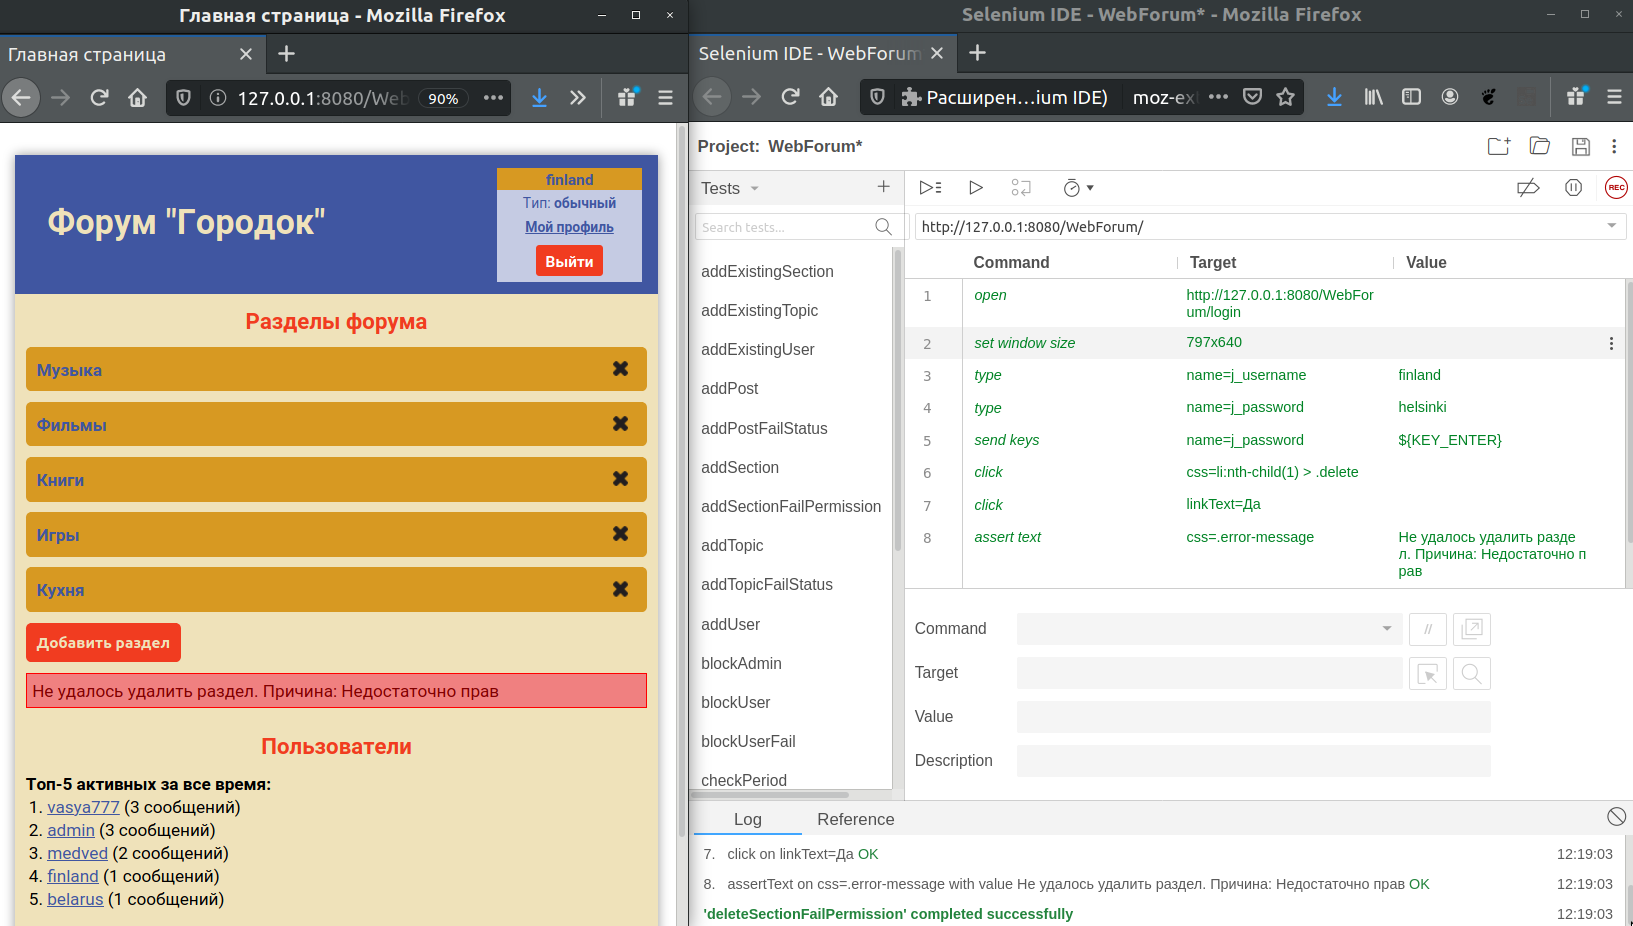 Главная страница - Mozilla Firefox
Главная страница
127.0.0.1:8080/Web
90%
Форум "Городок"
finland
Тип: обычный
Мой профиль
Выйти
Разделы форума
Музыка
Фильмы
Книги
Игры
Кухня
Добавить раздел
Не удалось удалить раздел. Причина: Недостаточно прав
Пользователи
Топ-5 активных за все время:
1. vasya777 (3 сообщений)
2. admin (3 сообщений)
3. medved (2 сообщений)
4. finland (1 сообщений)
5. belarus (1 сообщений)
Selenium IDE - WebForum* - Mozilla Firefox
Selenium IDE - WebForum
Расширен...ium IDE)
moz-ext
Project: WebForum*
Tests
REC
Search tests...
http://127.0.0.1:8080/WebForum/
addExistingSection
addExistingTopic
addExistingUser
addPost
addPostFailStatus
addSection
addSectionFailPermission
addTopic
addTopicFailStatus
addUser
blockAdmin
blockUser
blockUserFail
checkPeriod
Command Target Value
1 open http://127.0.0.1:8080/WebFor
um/login
2 set window size 797x640
3 type name=j_username finland
4 type name=j_password helsinki
5 send keys name=j_password ${KEY_ENTER}
6 click css=li:nth-child(1) > .delete
7 click linkText=Да
8 assert text css=.error-message Не удалось удалить разде
л. Причина: Недостаточно п
рав
Command
//
Target
Value
Description
Log Reference
7. click on linkText=Да OK 12:19:03
8. assertText on css=.error-message with value Не удалось удалить раздел. Причина: Недостаточно прав OK 12:19:03
'deleteSectionFailPermission' completed successfully 12:19:03